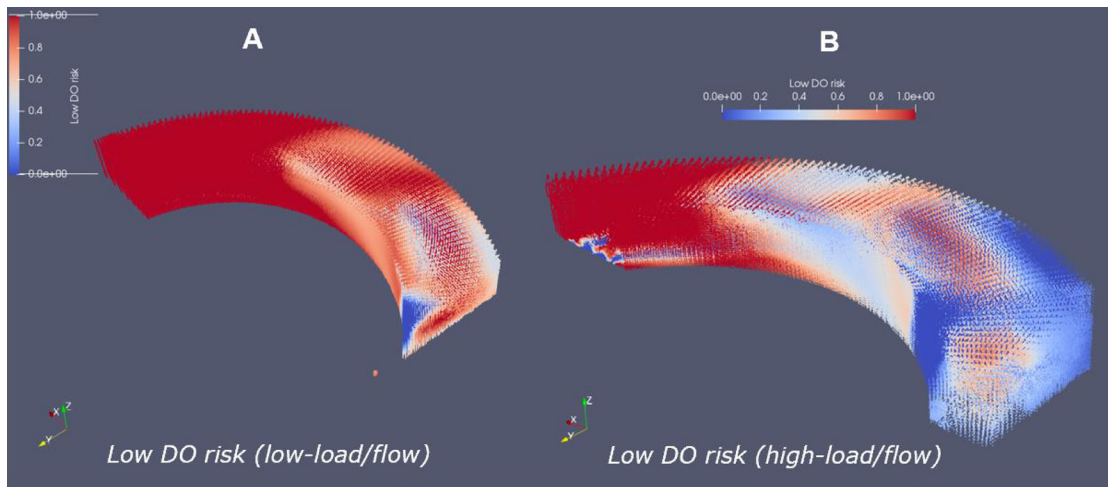 A
1.0e+00
0.8
0.6
0.4
0.2
0.0e+00
Low DO risk
B
Low DO risk
0.0e+00 0.2 0.4 0.6 0.8 1.0e+00
X Z
Y
Low DO risk (low-load/flow)
Z
X
Y
Low DO risk (high-load/flow)